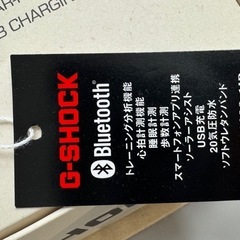 G-SHOCK
Bluetooth®
トレーニング分析機能
心拍計測機能
睡眠計測
歩数計測
スマートフォンアプリ連携
ソーラーアシスト
USB充電
20気圧防水
ソフトウレタンバンド